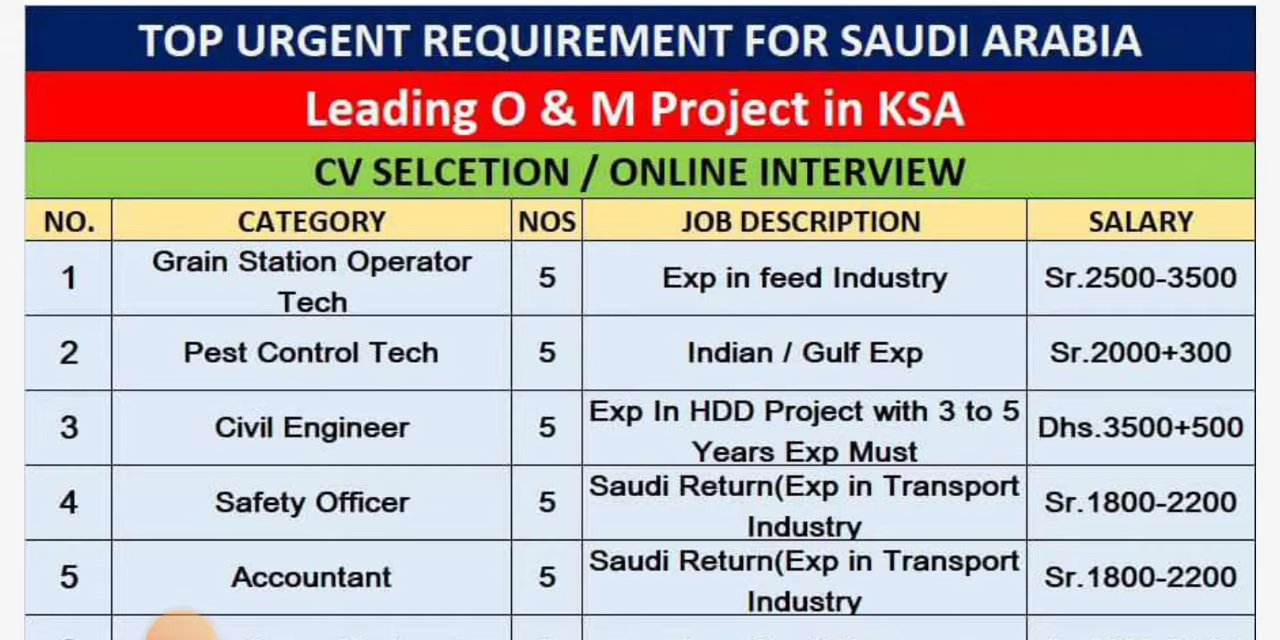 TOP URGENT REQUIREMENT FOR SAUDI ARABIA
Leading O & M Project in KSA
CV SELCETION / ONLINE INTERVIEW
NO. CATEGORY NOS JOB DESCRIPTION SALARY
1 Grain Station Operator Tech 5 Exp in feed Industry Sr.2500-3500
2 Pest Control Tech 5 Indian / Gulf Exp Sr.2000+300
3 Civil Engineer 5 Exp In HDD Project with 3 to 5 Years Exp Must Dhs.3500+500
4 Safety Officer 5 Saudi Return(Exp in Transport Industry Sr.1800-2200
5 Accountant 5 Saudi Return(Exp in Transport Industry Sr.1800-2200